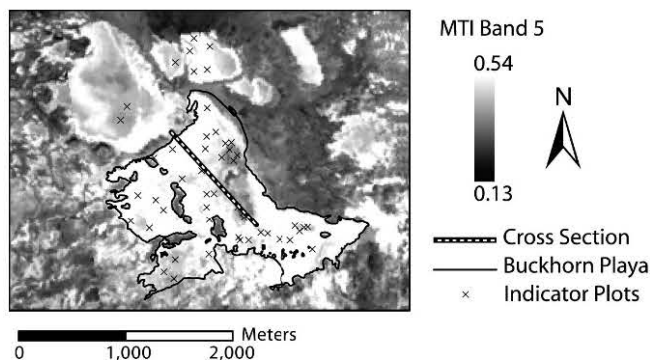 MTI Band 5
0.54
0.13
N
Cross Section
Buckhorn Playa
Indicator Plots
Meters
0 1,000 2,000